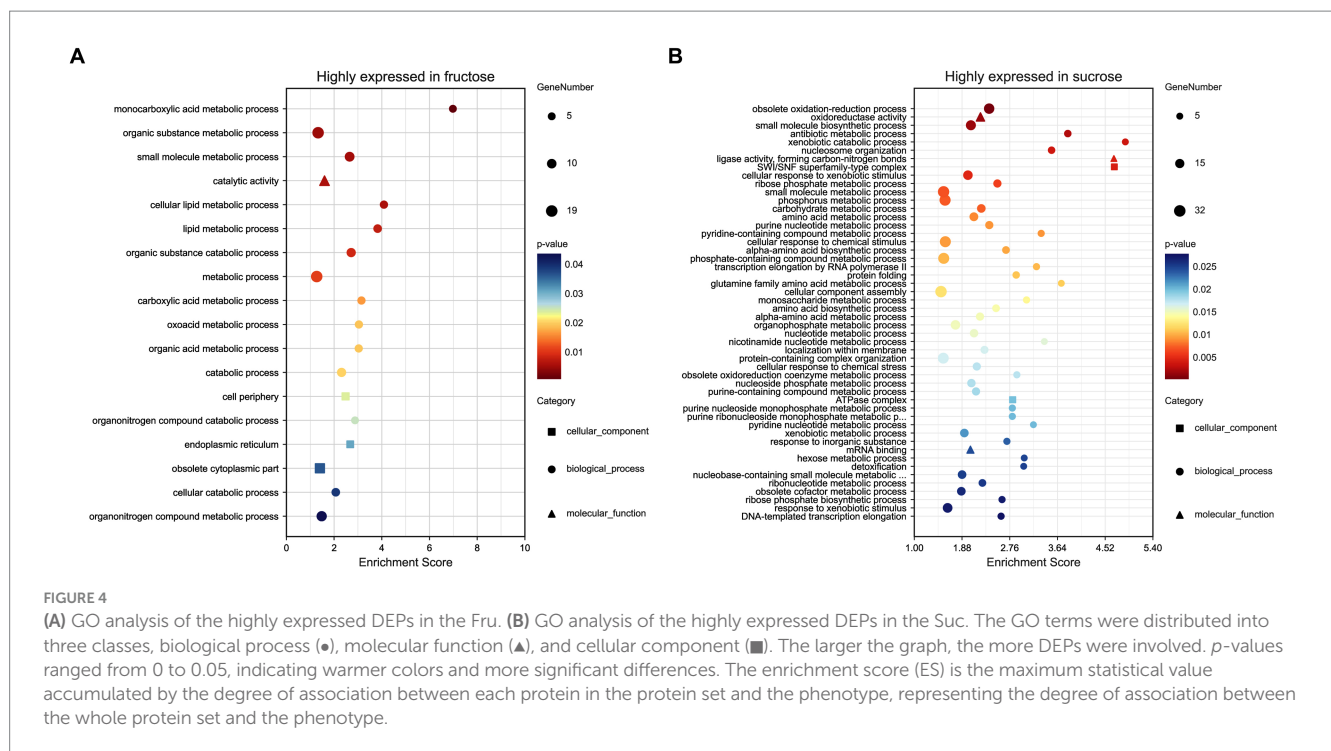 A
Highly expressed in fructose
monocarboxylic acid metabolic process
organic substance metabolic process
small molecule metabolic process
catalytic activity
cellular lipid metabolic process
lipid metabolic process
organic substance catabolic process
metabolic process
carboxylic acid metabolic process
oxoacid metabolic process
organic acid metabolic process
catabolic process
cell periphery
organonitrogen compound catabolic process
endoplasmic reticulum
obsolete cytoplasmic part
cellular catabolic process
organonitrogen compound metabolic process
0 2 4 6 8 10
Enrichment Score
GeneNumber
5
10
19
p-value
0.04
0.03
0.02
0.01
Category
cellular_component
biological_process
molecular_function
B
Highly expressed in sucrose
obsolete oxidation-reduction process
oxidoreductase activity
small molecule biosynthetic process
antibiotic metabolic process
xenobiotic catabolic process
nucleosome organization
ligase activity, forming carbon-nitrogen bonds
SWI/SNF superfamily-type complex
cellular response to xenobiotic stimulus
ribose phosphate metabolic process
small molecule metabolic process
phosphorus metabolic process
carbohydrate metabolic process
amino acid metabolic process
purine nucleotide metabolic process
pyridine-containing compound metabolic process
cellular response to chemical stimulus
alpha-amino acid biosynthetic process
phosphate-containing compound metabolic process
transcription elongation by RNA polymerase II
protein folding
glutamine family amino acid metabolic process
cellular component assembly
monosaccharide metabolic process
amino acid biosynthetic process
alpha-amino acid metabolic process
organophosphate metabolic process
nucleotide metabolic process
nicotinamide nucleotide metabolic process
localization within membrane
protein-containing complex organization
cellular response to chemical stress
obsolete oxidoreduction coenzyme metabolic process
nucleoside phosphate metabolic process
purine-containing compound metabolic process
ATPase complex
purine nucleoside monophosphate metabolic process
purine ribonucleoside monophosphate metabolic p...
pyridine nucleotide metabolic process
xenobiotic metabolic process
response to inorganic substance
mRNA binding
hexose metabolic process
detoxification
nucleobase-containing small molecule metabolic ...
ribonucleotide metabolic process
obsolete cofactor metabolic process
ribose phosphate biosynthetic process
response to xenobiotic stimulus
DNA-templated transcription elongation
1.00 1.88 2.76 3.64 4.52 5.40
Enrichment Score
GeneNumber
5
15
32
p-value
0.025
0.020
0.015
0.010
0.005
Category
cellular_component
biological_process
molecular_function
FIGURE 4
(A) GO analysis of the highly expressed DEPs in the Fru. (B) GO analysis of the highly expressed DEPs in the Suc. The GO terms were distributed into
three classes, biological process (●), molecular function (▲), and cellular component (■). The larger the graph, the more DEPs were involved. p-values
ranged from 0 to 0.05, indicating warmer colors and more significant differences. The enrichment score (ES) is the maximum statistical value
accumulated by the degree of association between each protein in the protein set and the phenotype, representing the degree of association between
the whole protein set and the phenotype.